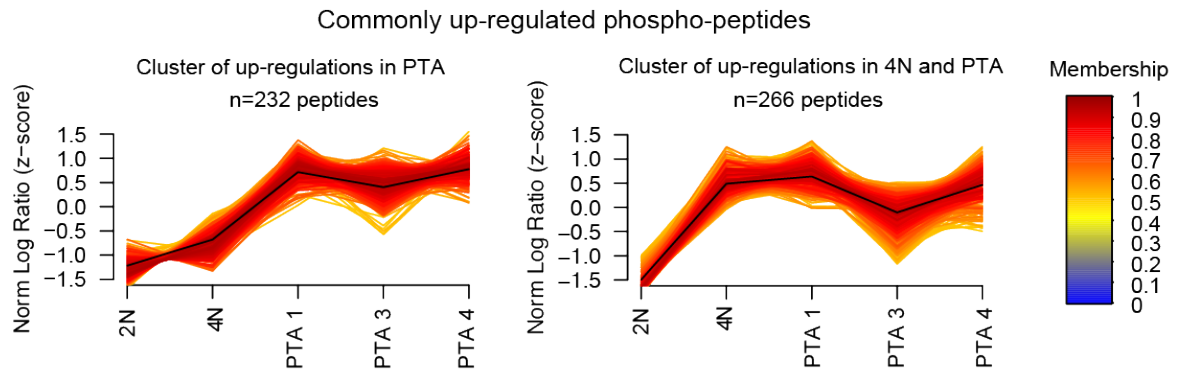 Commonly up-regulated phospho-peptides
Cluster of up-regulations in PTA
n=232 peptides
Norm Log Ratio (z−score)
1.5
1.0
0.5
0.0
−0.5
−1.0
−1.5
2N
4N
PTA 1
PTA 3
PTA 4
Cluster of up-regulations in 4N and PTA
n=266 peptides
Norm Log Ratio (z−score)
1.5
1.0
0.5
0.0
−0.5
−1.0
−1.5
2N
4N
PTA 1
PTA 3
PTA 4
Membership
1
0.9
0.8
0.7
0.6
0.5
0.4
0.3
0.2
0.1
0